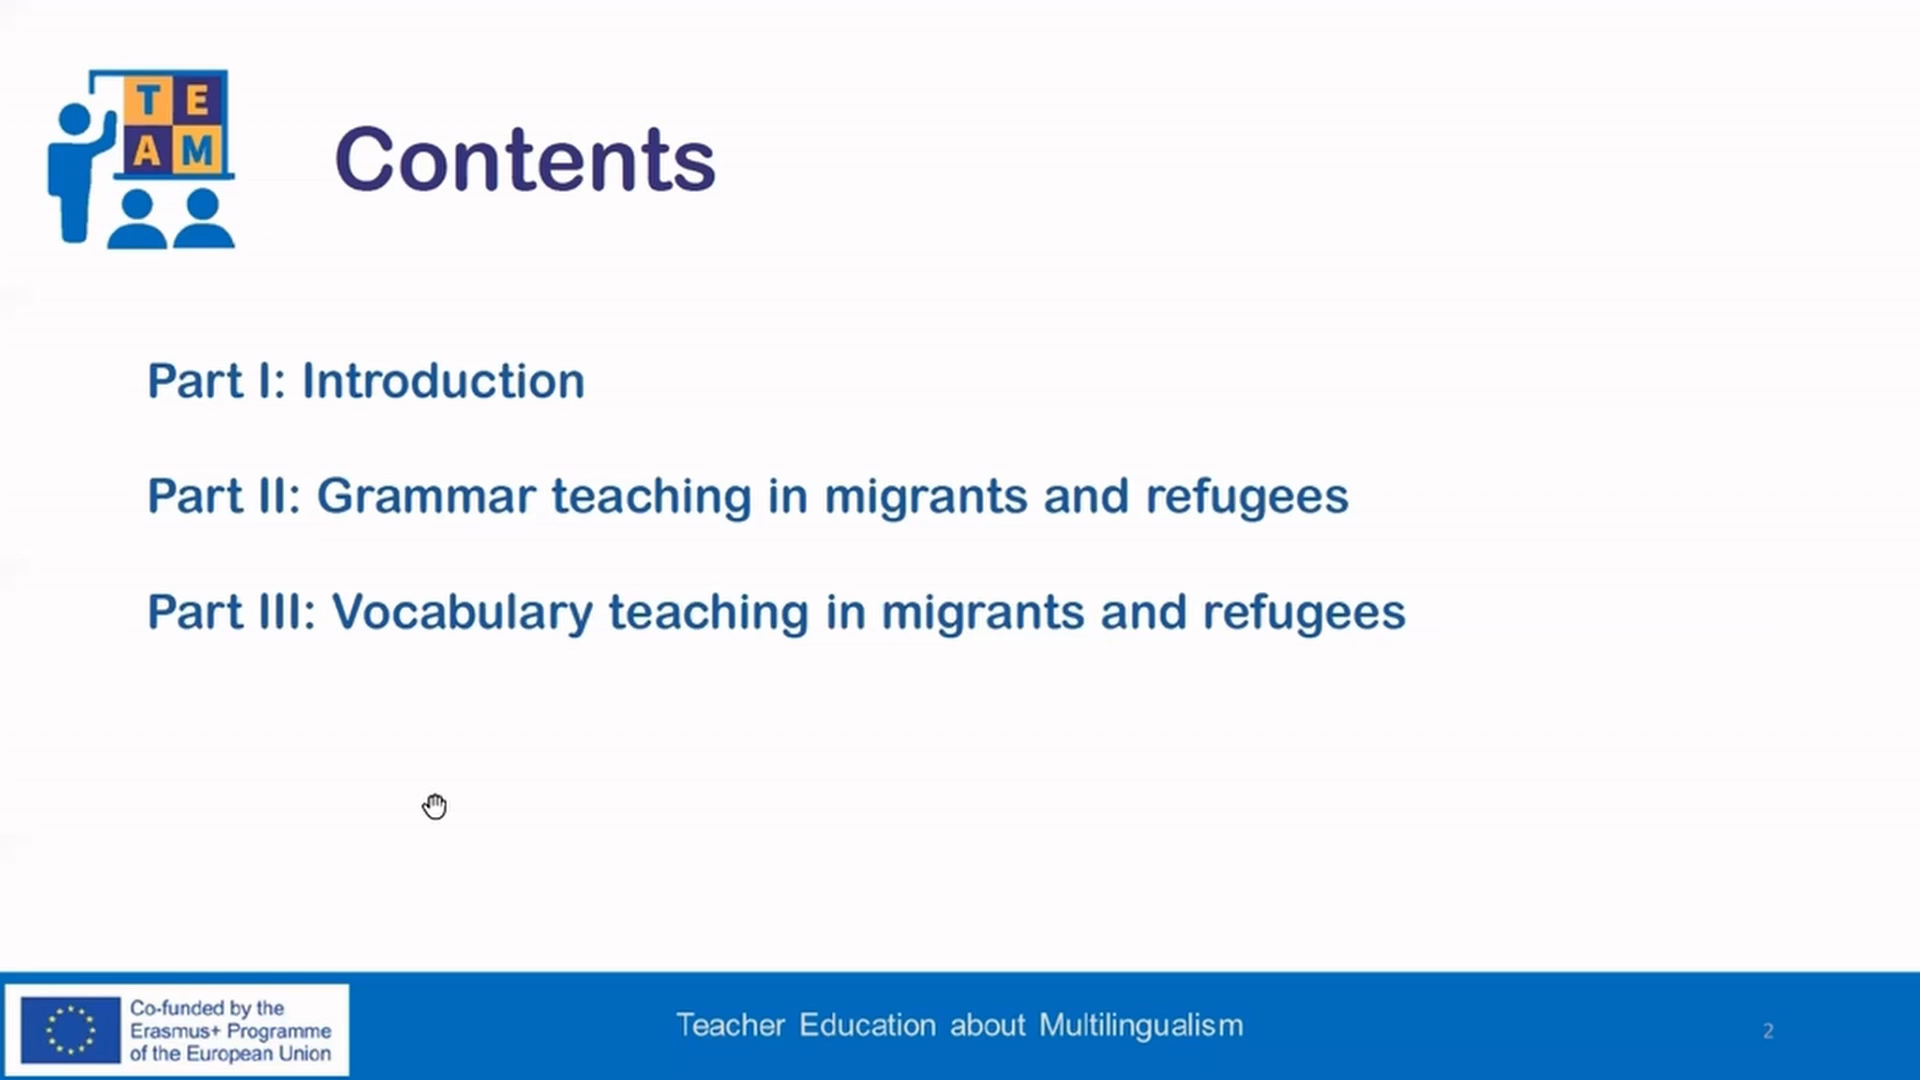 T E
A M
Contents
Part I: Introduction
Part II: Grammar teaching in migrants and refugees
Part III: Vocabulary teaching in migrants and refugees
Co-funded by the
Erasmus+ Programme
of the European Union
Teacher Education about Multilingualism
2